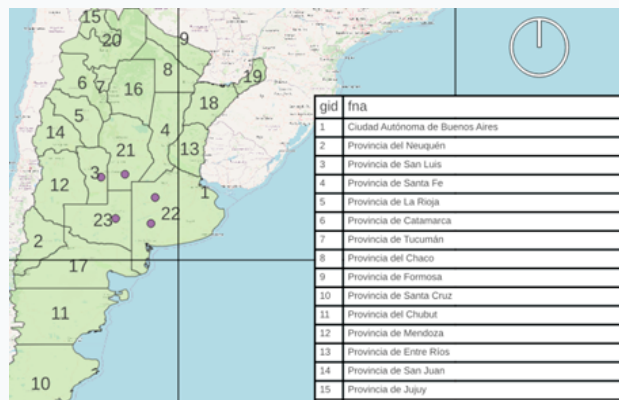 15
20
9
6
7
8
16
19
5
18
14
4
21
13
3
12
1
23
22
2
17
11
10
gid fna
1 Ciudad Autónoma de Buenos Aires
2 Provincia del Neuquén
3 Provincia de San Luis
4 Provincia de Santa Fe
5 Provincia de La Rioja
6 Provincia de Catamarca
7 Provincia de Tucumán
8 Provincia del Chaco
9 Provincia de Formosa
10 Provincia de Santa Cruz
11 Provincia del Chubut
12 Provincia de Mendoza
13 Provincia de Entre Ríos
14 Provincia de San Juan
15 Provincia de Jujuy